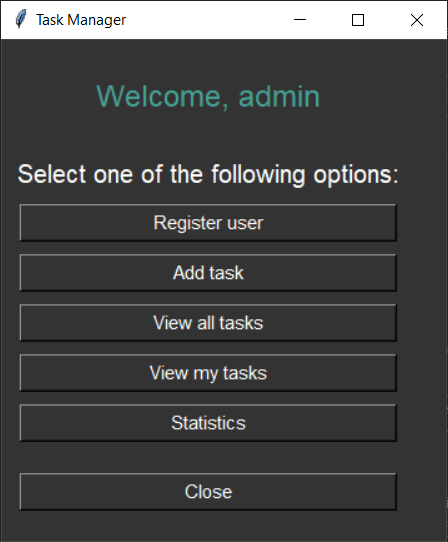 Task Manager
Welcome, admin
Select one of the following options:
Register user
Add task
View all tasks
View my tasks
Statistics
Close